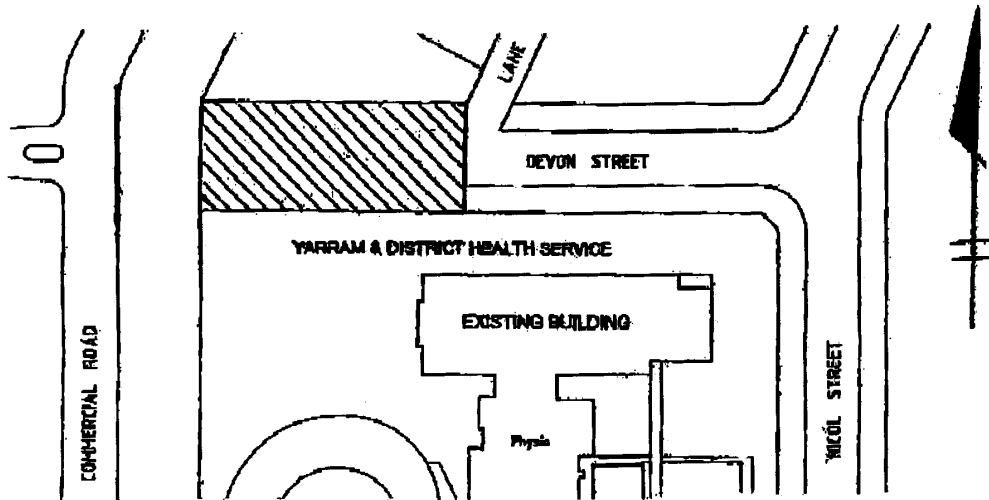 LANE
DEVON STREET
YARRAM & DISTRICT HEALTH SERVICE
EXISTING BUILDING
COMMERCIAL ROAD
NICOL STREET
Physio